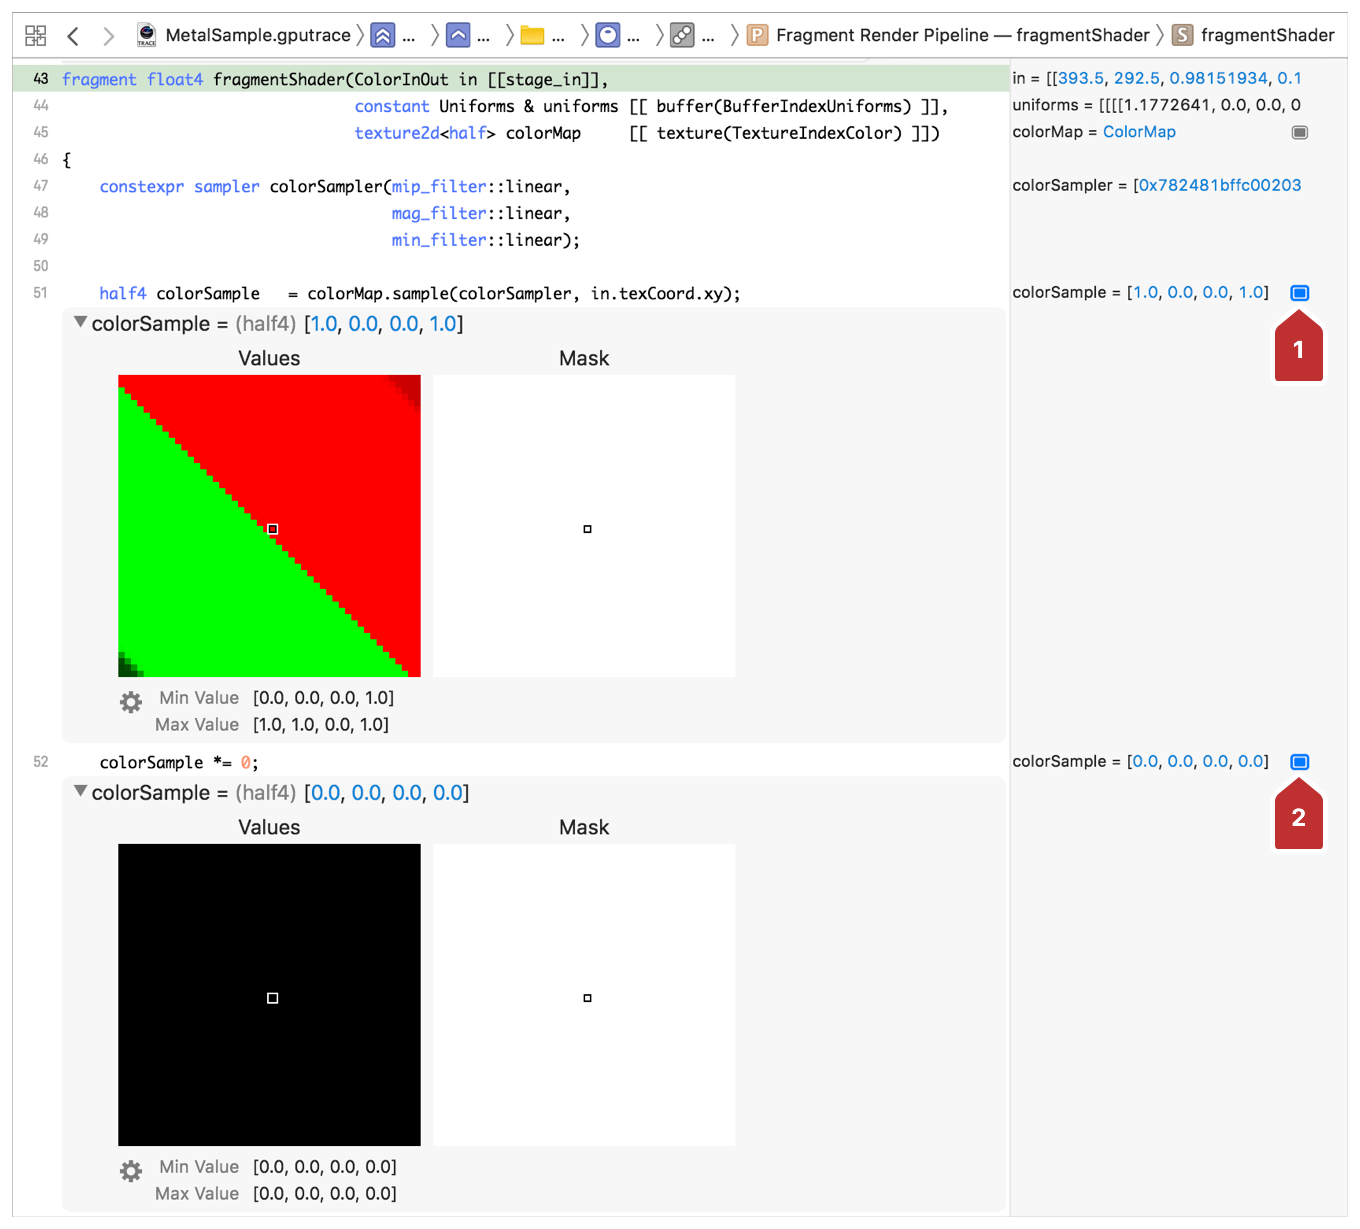 MetalSample.gputrace ... ... ... ... ... P Fragment Render Pipeline — fragmentShader S fragmentShader
TRACE
43 fragment float4 fragmentShader(ColorInOut in [[stage_in]], in = [[393.5, 292.5, 0.98151934, 0.1
44 constant Uniforms & uniforms [[ buffer(BufferIndexUniforms) ]], uniforms = [[[[1.1772641, 0.0, 0.0, 0
45 texture2d<half> colorMap [[ texture(TextureIndexColor) ]]) colorMap = ColorMap
46 {
47 constexpr sampler colorSampler(mip_filter::linear, colorSampler = [0x782481bffc00203
48 mag_filter::linear,
49 min_filter::linear);
50
51 half4 colorSample = colorMap.sample(colorSampler, in.texCoord.xy); colorSample = [1.0, 0.0, 0.0, 1.0]
colorSample = (half4) [1.0, 0.0, 0.0, 1.0]
1
Values Mask
Min Value [0.0, 0.0, 0.0, 1.0]
Max Value [1.0, 1.0, 0.0, 1.0]
52 colorSample *= 0; colorSample = [0.0, 0.0, 0.0, 0.0]
colorSample = (half4) [0.0, 0.0, 0.0, 0.0]
2
Values Mask
Min Value [0.0, 0.0, 0.0, 0.0]
Max Value [0.0, 0.0, 0.0, 0.0]